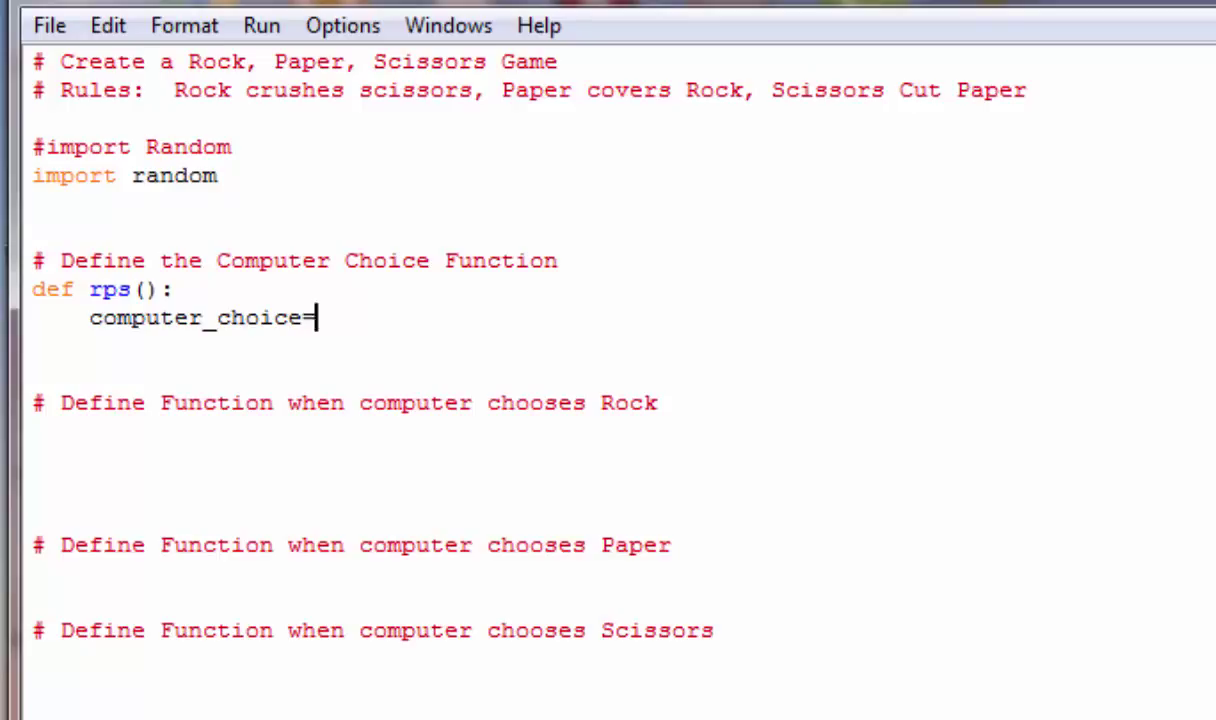 File Edit Format Run Options Windows Help
# Create a Rock, Paper, Scissors Game
# Rules:  Rock crushes scissors, Paper covers Rock, Scissors Cut Paper
#import Random
import random
# Define the Computer Choice Function
def rps():
    computer_choice=
# Define Function when computer chooses Rock
# Define Function when computer chooses Paper
# Define Function when computer chooses Scissors